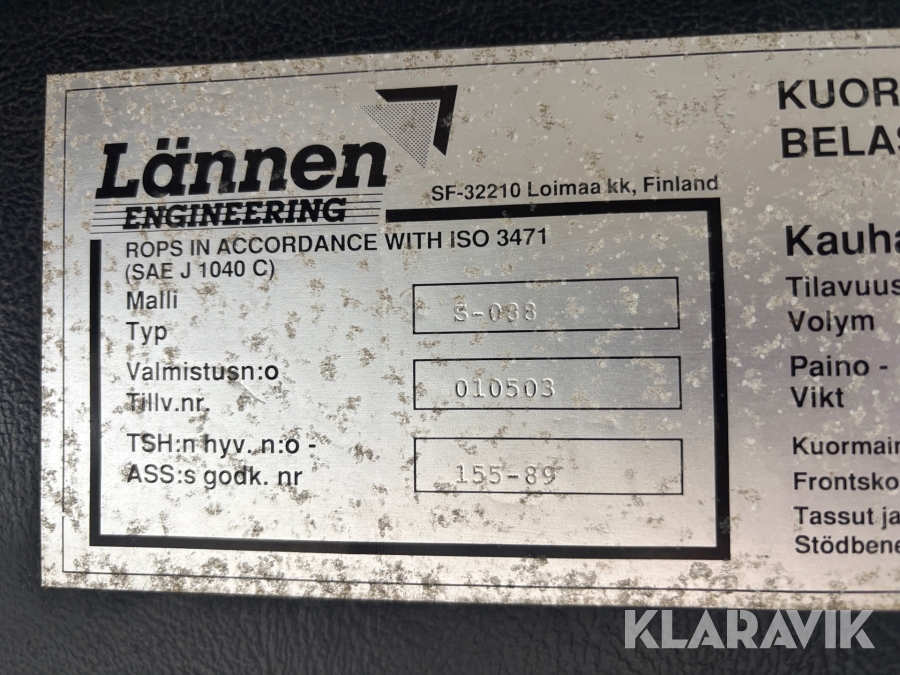 Lännen
ENGINEERING
SF-32210 Loimaa kk, Finland
ROPS IN ACCORDANCE WITH ISO 3471
(SAE J 1040 C)
Malli
Typ
S-038
Valmistusn:o
Tillv.nr.
010503
TSH:n hyv. n:o -
ASS:s godk. nr
155-89
KUOR
BELAS
Kauha
Tilavuus
Volym
Paino -
Vikt
Kuormain
Frontsko
Tassut ja
Stödbene
KLARAVIK